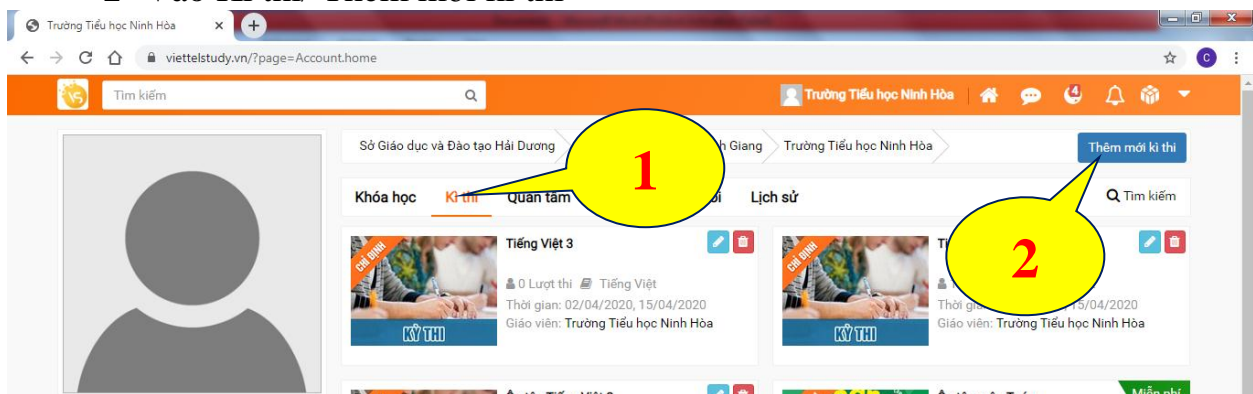 Trường Tiểu học Ninh Hòa
viettelstudy.vn/?page=Account.home
C
Tìm kiếm
Trường Tiểu học Ninh Hòa
4
Sở Giáo dục và Đào tạo Hải Dương
Giang
Trường Tiểu học Ninh Hòa
Thêm mới kì thi
1
Khóa học
Kì thi
Quan tâm
Lịch sử
Tìm kiếm
2
CHỈ ĐỊNH
KỲ THI
Tiếng Việt 3
0 Lượt thi Tiếng Việt
Thời gian: 02/04/2020, 15/04/2020
Giáo viên: Trường Tiểu học Ninh Hòa
CHỈ ĐỊNH
KỲ THI
Thời 15/04/2020
Giáo viên: Trường Tiểu học Ninh Hòa
Miễn phí